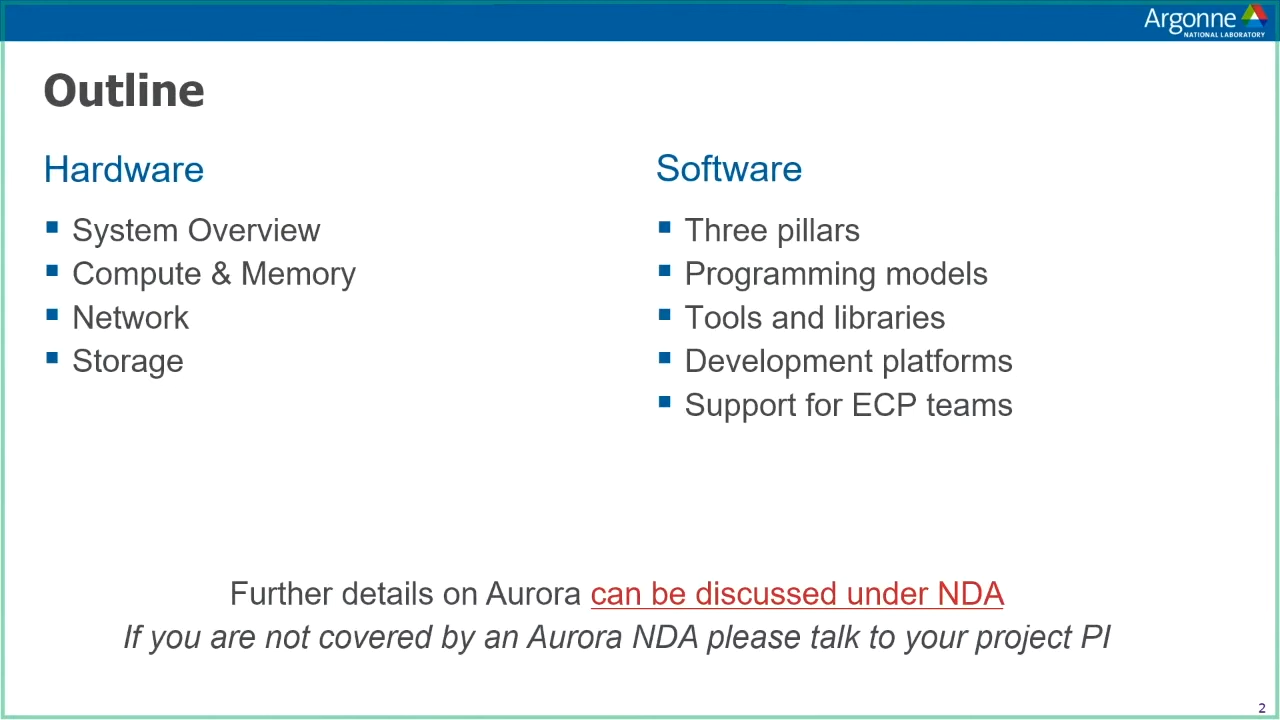 Argonne
NATIONAL LABORATORY
Outline
Hardware
System Overview
Compute & Memory
Network
Storage
Software
Three pillars
Programming models
Tools and libraries
Development platforms
Support for ECP teams
Further details on Aurora can be discussed under NDA
If you are not covered by an Aurora NDA please talk to your project PI
2